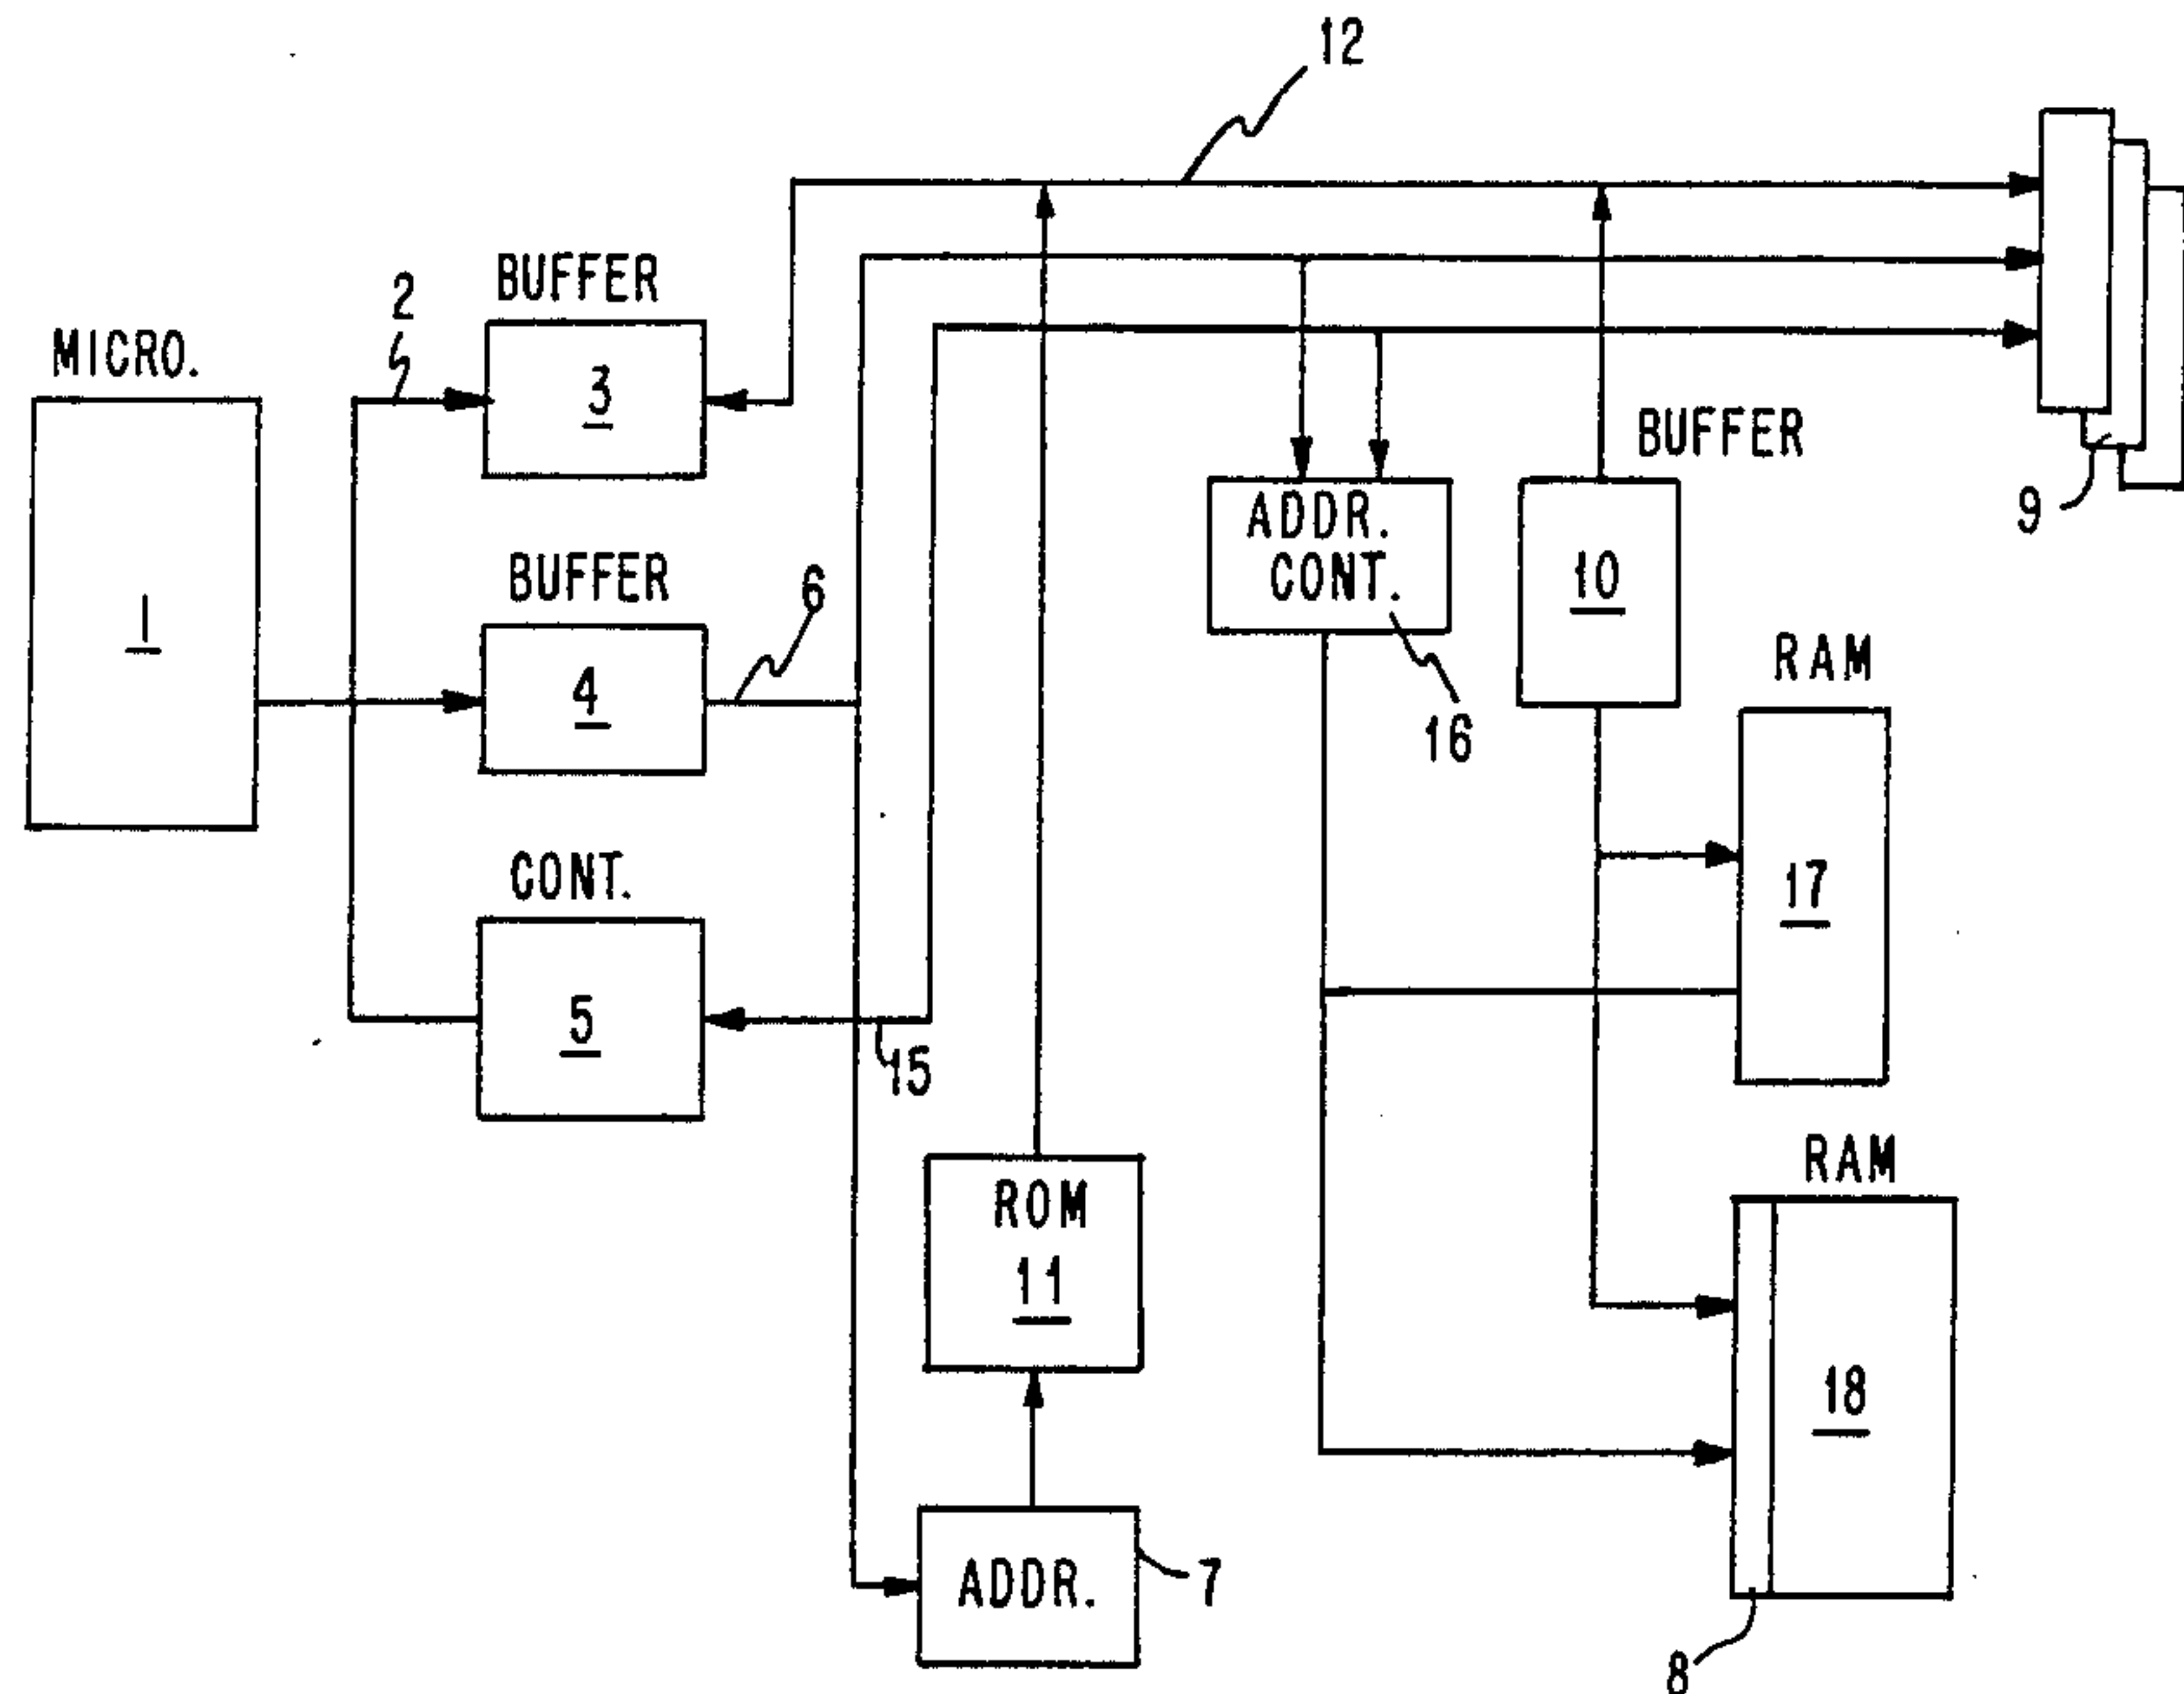 12
BUFFER
2
MICRO.
3
BUFFER
9
ADDR.
CONT.
10
BUFFER
6
1
4
RAM
16
CONT.
17
5
15
RAM
ROM
11
18
ADDR.
7
8